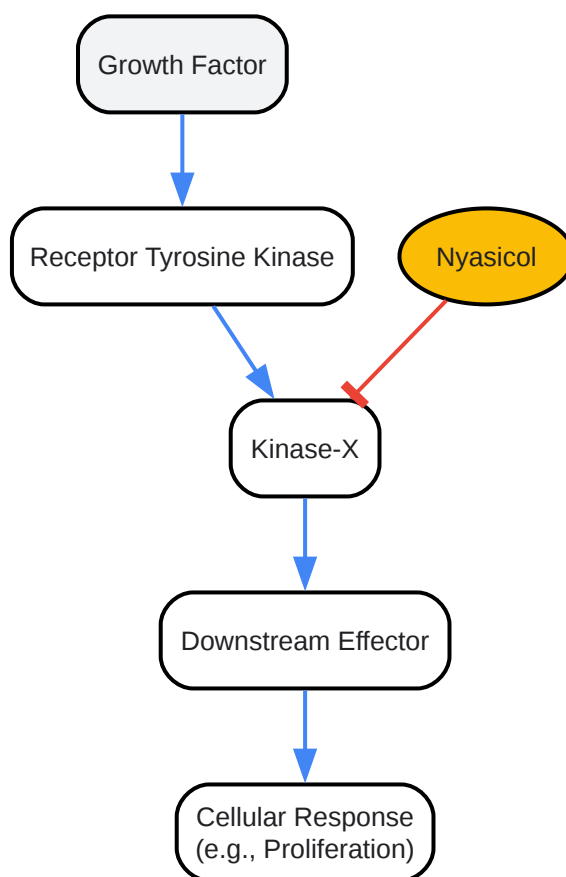 Growth Factor
Receptor Tyrosine Kinase
Nyasicol
Kinase-X
Downstream Effector
Cellular Response
(e.g., Proliferation)